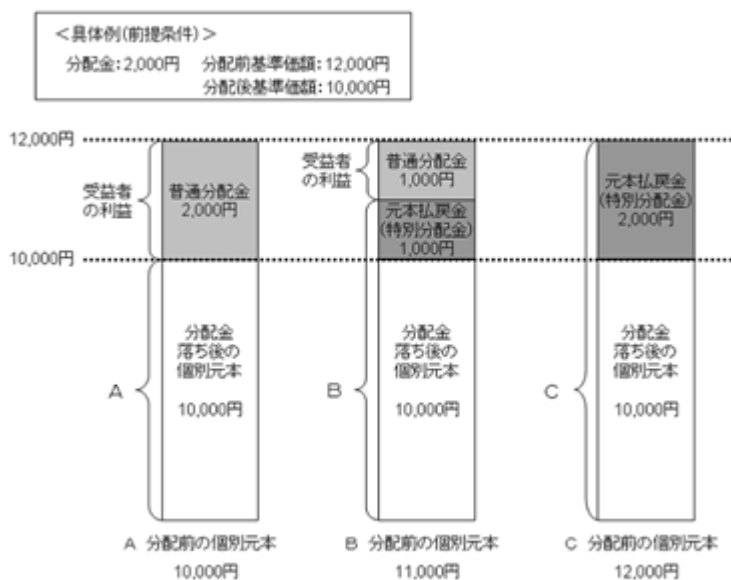 ＜具体例(前提条件)＞
分配金：2,000円　分配前基準価額：12,000円
分配後基準価額：10,000円
12,000円
10,000円
受益者
の利益
普通分配金
2,000円
分配金
落ち後の
個別元本
10,000円
A
A 分配前の個別元本
10,000円
受益者
の利益
普通分配金
1,000円
元本払戻金
(特別分配金)
1,000円
分配金
落ち後の
個別元本
10,000円
B
B 分配前の個別元本
11,000円
元本払戻金
(特別分配金)
2,000円
分配金
落ち後の
個別元本
10,000円
C
C 分配前の個別元本
12,000円